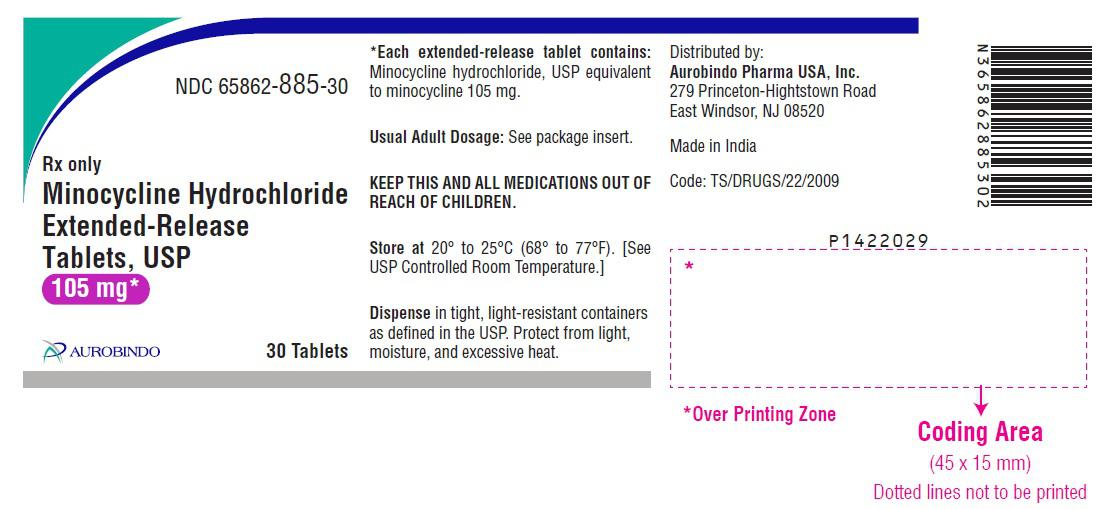 NDC 65862-885-30
Rx only
Minocycline Hydrochloride
Extended-Release
Tablets, USP
105 mg*
AUROBINDO
30 Tablets
*Each extended-release tablet contains:
Minocycline hydrochloride, USP equivalent
to minocycline 105 mg.
Usual Adult Dosage: See package insert.
KEEP THIS AND ALL MEDICATIONS OUT OF
REACH OF CHILDREN.
Store at 20° to 25°C (68° to 77°F). [See
USP Controlled Room Temperature.]
Dispense in tight, light-resistant containers
as defined in the USP. Protect from light,
moisture, and excessive heat.
Distributed by:
Aurobindo Pharma USA, Inc.
279 Princeton-Hightstown Road
East Windsor, NJ 08520
Made in India
Code: TS/DRUGS/22/2009
N365862885302
P1422029
*
*Over Printing Zone
Coding Area
(45 x 15 mm)
Dotted lines not to be printed